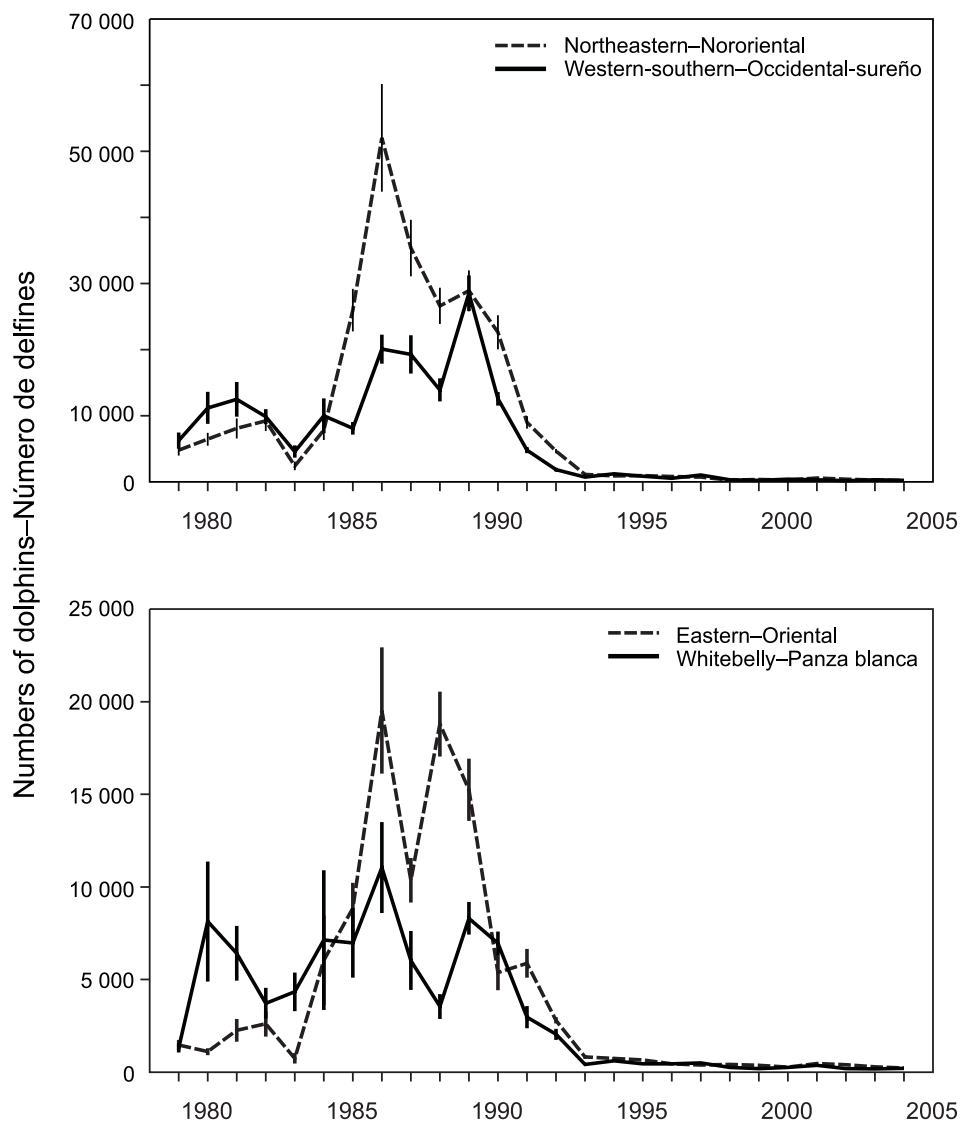 Numbers of dolphins–Número de delfines
70 000
50 000
30 000
10 000
0
Northeastern–Nororiental
Western-southern–Occidental-sureño
1980 1985 1990 1995 2000 2005
25 000
20 000
15 000
10 000
5 000
0
Eastern–Oriental
Whitebelly–Panza blanca
1980 1985 1990 1995 2000 2005